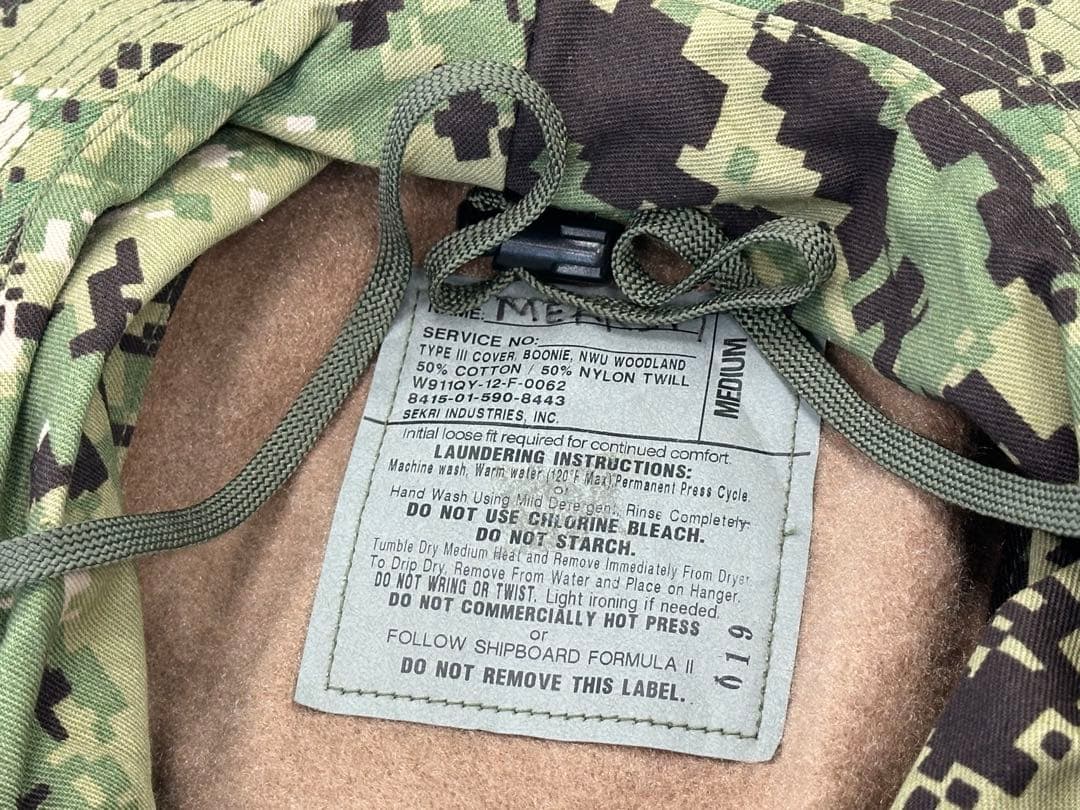 NAME:
SERVICE NO:
TYPE III COVER, BOONIE, NWU WOODLAND
50% COTTON / 50% NYLON TWILL
W911QY-12-F-0062
8415-01-590-8443
SEKRI INDUSTRIES, INC.
MEDIUM
Initial loose fit required for continued comfort.
LAUNDERING INSTRUCTIONS:
Machine wash, Warm water (120°F Max) Permanent Press Cycle.
or
Hand Wash Using Mild Detergent, Rinse Completely.
DO NOT USE CHLORINE BLEACH.
DO NOT STARCH.
Tumble Dry Medium Heat and Remove Immediately From Dryer.
To Drip Dry, Remove From Water and Place on Hanger.
DO NOT WRING OR TWIST, Light ironing if needed.
DO NOT COMMERCIALLY HOT PRESS
or
FOLLOW SHIPBOARD FORMULA II
DO NOT REMOVE THIS LABEL.
019